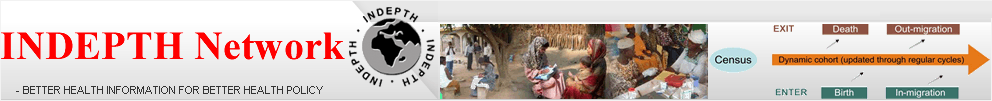 INDEPTH Network
- BETTER HEALTH INFORMATION FOR BETTER HEALTH POLICY
INDEPTH · INDEPTH · INDEPTH ·
EXIT Death Out-migration
Census Dynamic cohort (updated through regular cycles)
ENTER Birth In-migration